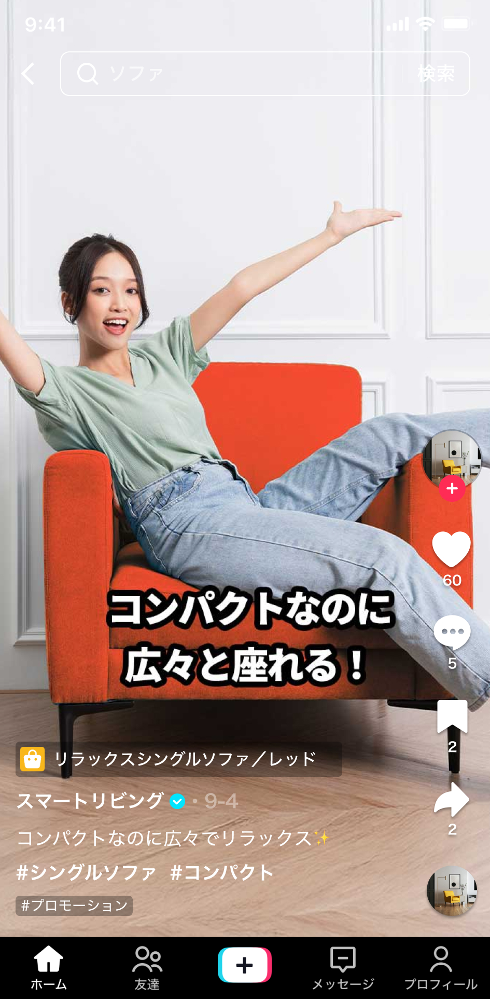 9:41
ソファ
検索
コンパクトなのに
広々と座れる！
60
5
2
2
リラックスシングルソファ／レッド
スマートリビング・9-4
コンパクトなのに広々でリラックス✨
#シングルソファ #コンパクト
#プロモーション
ホーム
友達
メッセージ
プロフィール